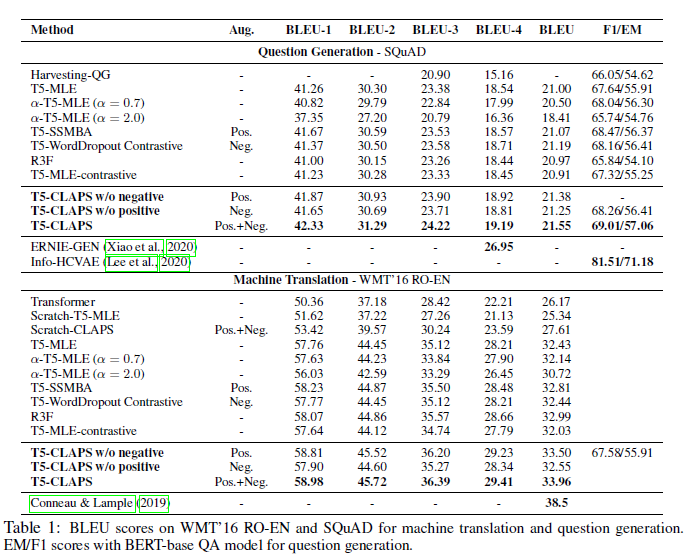 Method Aug. BLEU-1 BLEU-2 BLEU-3 BLEU-4 BLEU F1/EM
Question Generation - SQuAD
Harvesting-QG - - - 20.90 15.16 - 66.05/54.62
T5-MLE - 41.26 30.30 23.38 18.54 21.00 67.64/55.91
α-T5-MLE (α = 0.7) - 40.82 29.79 22.84 17.99 20.50 68.04/56.30
α-T5-MLE (α = 2.0) - 37.35 27.20 20.79 16.36 18.41 65.74/54.76
T5-SSMBA Pos. 41.67 30.59 23.53 18.57 21.07 68.47/56.37
T5-WordDropout Contrastive Neg. 41.37 30.50 23.58 18.71 21.19 68.16/56.41
R3F - 41.00 30.15 23.26 18.44 20.97 65.84/54.10
T5-MLE-contrastive - 41.23 30.28 23.33 18.45 20.91 67.32/55.25
T5-CLAPS w/o negative Pos. 41.87 30.93 23.90 18.92 21.38 -
T5-CLAPS w/o positive Neg. 41.65 30.69 23.71 18.81 21.25 68.26/56.41
T5-CLAPS Pos.+Neg. 42.33 31.29 24.22 19.19 21.55 69.01/57.06
ERNIE-GEN (Xiao et al., 2020) - - - - 26.95 - -
Info-HCVAE (Lee et al., 2020) - - - - - - 81.51/71.18
Machine Translation - WMT'16 RO-EN
Transformer - 50.36 37.18 28.42 22.21 26.17
Scratch-T5-MLE - 51.62 37.22 27.26 21.13 25.34
Scratch-CLAPS Pos.+Neg. 53.42 39.57 30.24 23.59 27.61
T5-MLE - 57.76 44.45 35.12 28.21 32.43
α-T5-MLE (α = 0.7) - 57.63 44.23 33.84 27.90 32.14
α-T5-MLE (α = 2.0) - 56.03 42.59 33.29 26.45 30.72
T5-SSMBA Pos. 58.23 44.87 35.50 28.48 32.81
T5-WordDropout Contrastive Neg. 57.77 44.45 35.12 28.21 32.44
R3F - 58.07 44.86 35.57 28.66 32.99
T5-MLE-contrastive - 57.64 44.12 34.74 27.79 32.03
T5-CLAPS w/o negative Pos. 58.81 45.52 36.20 29.23 33.50 67.58/55.91
T5-CLAPS w/o positive Neg. 57.90 44.60 35.27 28.34 32.55
T5-CLAPS Pos.+Neg. 58.98 45.72 36.39 29.41 33.96
Conneau & Lample (2019) - - - - - 38.5
Table 1: BLEU scores on WMT'16 RO-EN and SQuAD for machine translation and question generation.
EM/F1 scores with BERT-base QA model for question generation.